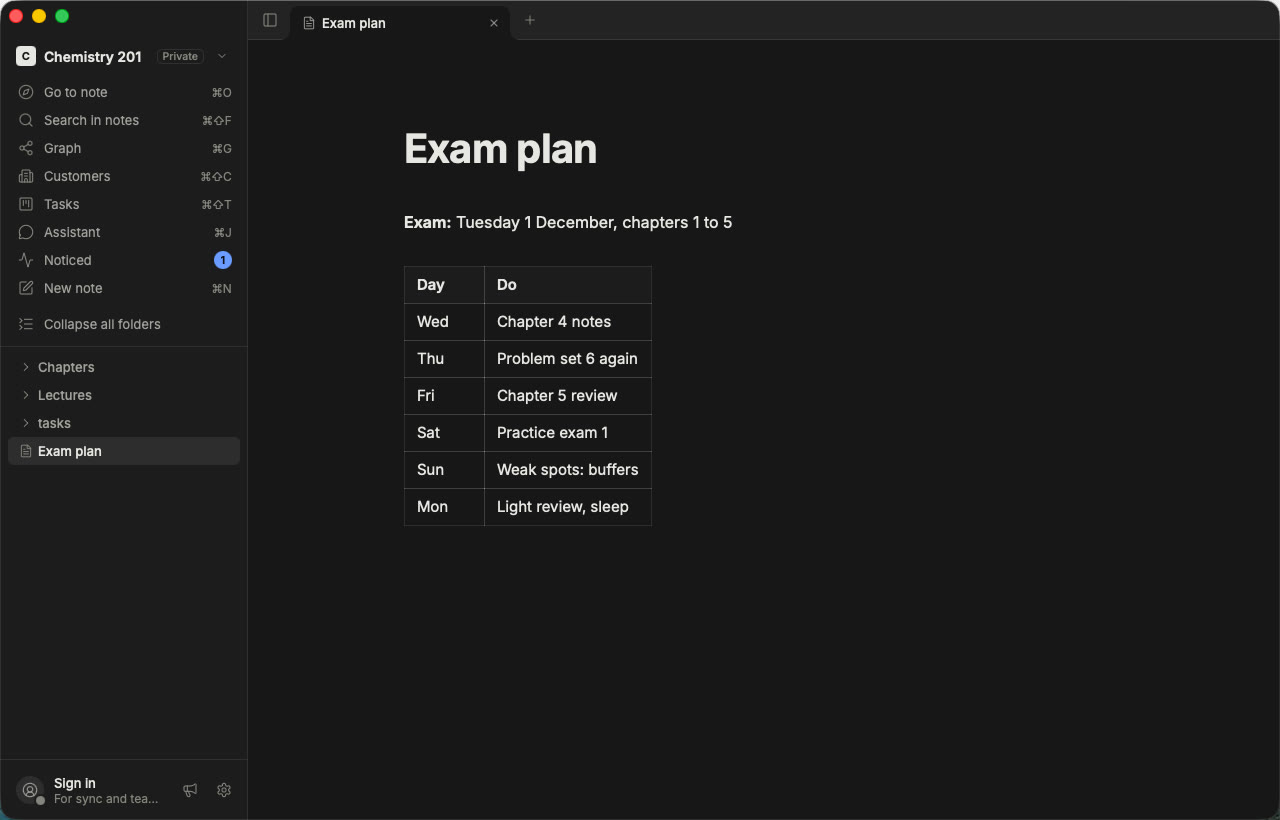 Exam plan
C Chemistry 201 Private
Go to note ⌘O
Search in notes ⌘⇧F
Graph ⌘G
Customers ⌘⇧C
Tasks ⌘⇧T
Assistant ⌘J
Noticed 1
New note ⌘N
Collapse all folders
Chapters
Lectures
tasks
Exam plan
Sign in
For sync and tea...
Exam plan
Exam: Tuesday 1 December, chapters 1 to 5
Day Do
Wed Chapter 4 notes
Thu Problem set 6 again
Fri Chapter 5 review
Sat Practice exam 1
Sun Weak spots: buffers
Mon Light review, sleep